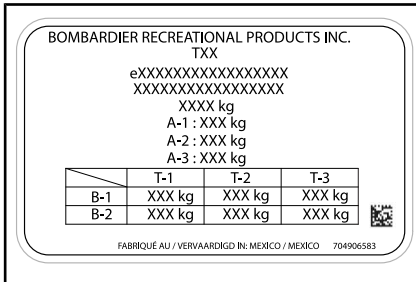 BOMBARDIER RECREATIONAL PRODUCTS INC.
TXX
eXXXXXXXXXXXXXXXXX
XXXXXXXXXXXXXXXXX
XXXX kg
A-1 : XXX kg
A-2 : XXX kg
A-3 : XXX kg
T-1 T-2 T-3
B-1 XXX kg XXX kg XXX kg
B-2 XXX kg XXX kg XXX kg
FABRIQUÉ AU / VERVAARDIGD IN: MEXICO / MEXICO 704906583